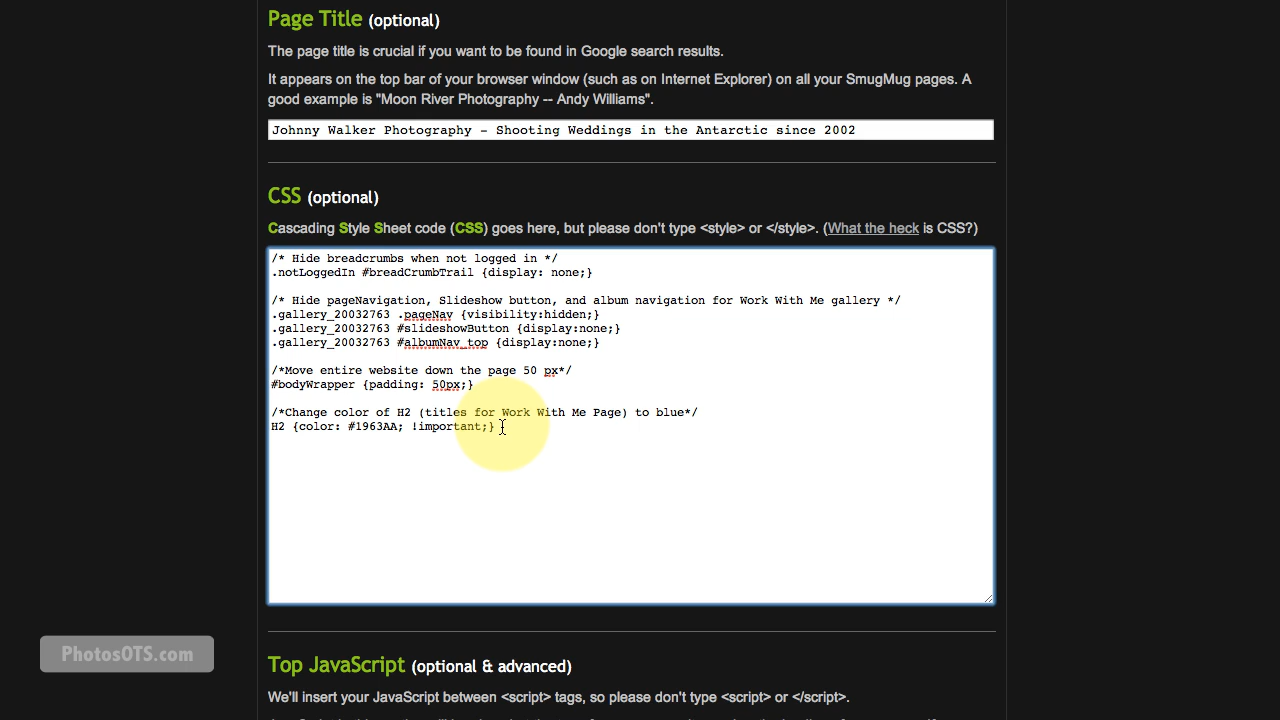 Page Title (optional)
The page title is crucial if you want to be found in Google search results.
It appears on the top bar of your browser window (such as on Internet Explorer) on all your SmugMug pages. A
good example is "Moon River Photography -- Andy Williams".
Johnny Walker Photography - Shooting Weddings in the Antarctic since 2002
CSS (optional)
Cascading Style Sheet code (CSS) goes here, but please don't type <style> or </style>. (What the heck is CSS?)
/* Hide breadcrumbs when not logged in */
.notLoggedIn #breadCrumbTrail {display: none;}
/* Hide pageNavigation, Slideshow button, and album navigation for Work With Me gallery */
.gallery_20032763 .pageNav {visibility:hidden;}
.gallery_20032763 #slideshowButton {display:none;}
.gallery_20032763 #albumNav_top {display:none;}
/*Move entire website down the page 50 px*/
#bodyWrapper {padding: 50px;}
/*Change color of H2 (titles for Work With Me Page) to blue*/
H2 {color: #1963AA; !important;}
PhotosOTS.com
Top JavaScript (optional & advanced)
We'll insert your JavaScript between <script> tags, so please don't type <script> or </script>.